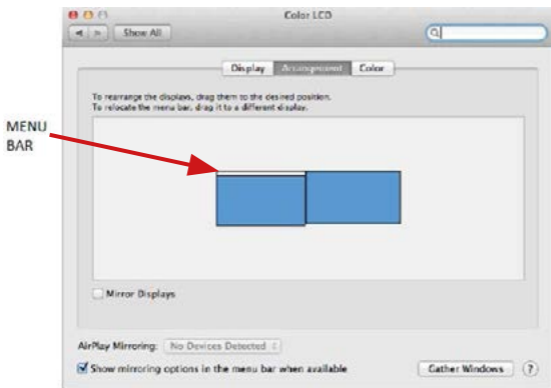 Color LCD
Show All
Display Arrangement Color
To rearrange the displays, drag them to the desired position.
To relocate the menu bar, drag it to a different display.
MENU
BAR
Mirror Displays
AirPlay Mirroring: No Devices Detected
Show mirroring options in the menu bar when available
Gather Windows ?